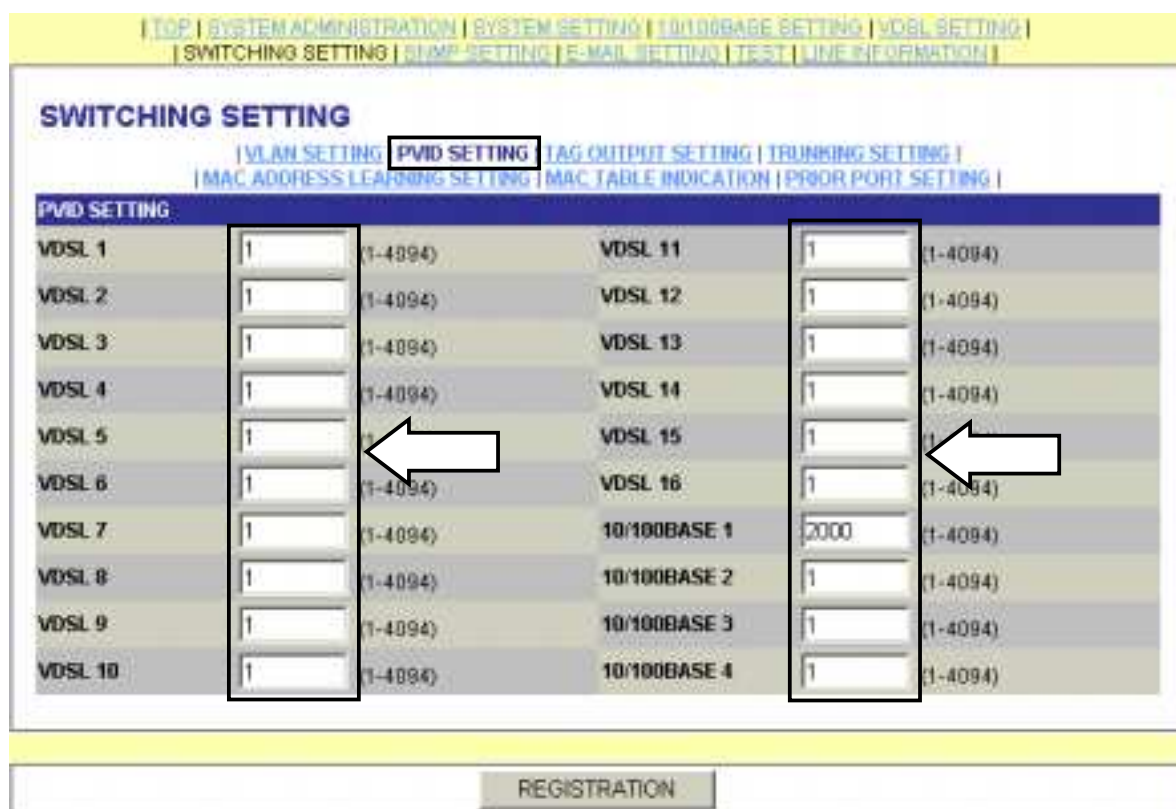 | TOP | SYSTEM ADMINISTRATION | SYSTEM SETTING | 10/100BASE SETTING | VDSL SETTING |
| SWITCHING SETTING | SNMP SETTING | E-MAIL SETTING | TEST | LINE INFORMATION |
SWITCHING SETTING
| VLAN SETTING | PVID SETTING | TAG OUTPUT SETTING | TRUNKING SETTING |
| MAC ADDRESS LEARNING SETTING | MAC TABLE INDICATION | PRIOR PORT SETTING |
PVID SETTING
VDSL 1 1 (1-4094) VDSL 11 1 (1-4094)
VDSL 2 1 (1-4094) VDSL 12 1 (1-4094)
VDSL 3 1 (1-4094) VDSL 13 1 (1-4094)
VDSL 4 1 (1-4094) VDSL 14 1 (1-4094)
VDSL 5 1 VDSL 15 1
VDSL 6 1 (1-4094) VDSL 16 1 (1-4094)
VDSL 7 1 (1-4094) 10/100BASE 1 2000 (1-4094)
VDSL 8 1 (1-4094) 10/100BASE 2 1 (1-4094)
VDSL 9 1 (1-4094) 10/100BASE 3 1 (1-4094)
VDSL 10 1 (1-4094) 10/100BASE 4 1 (1-4094)
REGISTRATION